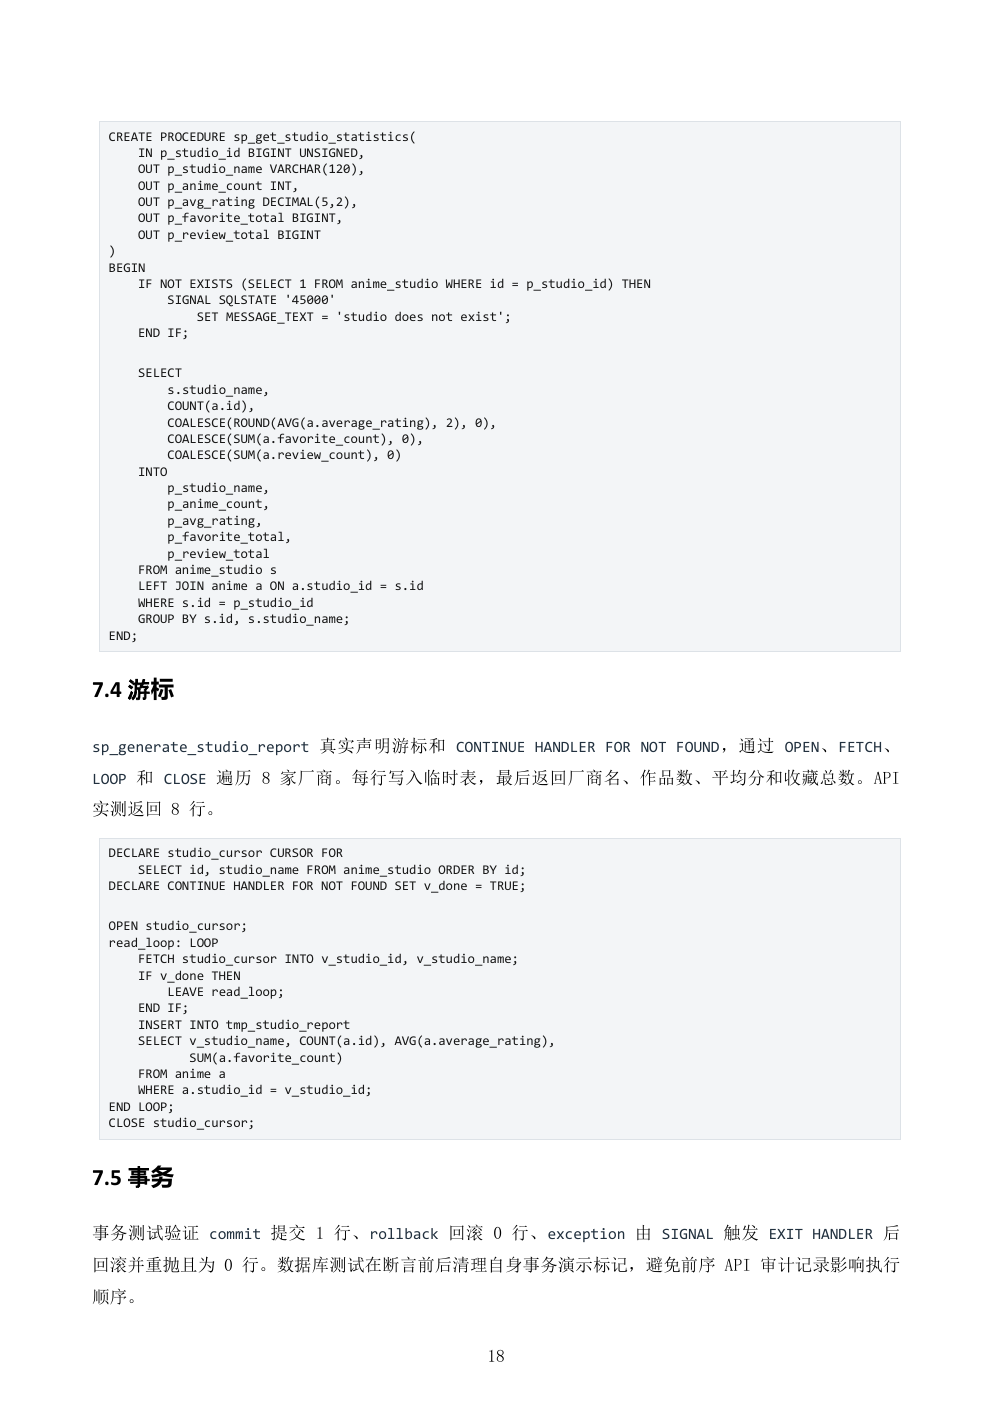 CREATE PROCEDURE sp_get_studio_statistics(
    IN p_studio_id BIGINT UNSIGNED,
    OUT p_studio_name VARCHAR(120),
    OUT p_anime_count INT,
    OUT p_avg_rating DECIMAL(5,2),
    OUT p_favorite_total BIGINT,
    OUT p_review_total BIGINT
)
BEGIN
    IF NOT EXISTS (SELECT 1 FROM anime_studio WHERE id = p_studio_id) THEN
        SIGNAL SQLSTATE '45000'
            SET MESSAGE_TEXT = 'studio does not exist';
    END IF;

    SELECT
        s.studio_name,
        COUNT(a.id),
        COALESCE(ROUND(AVG(a.average_rating), 2), 0),
        COALESCE(SUM(a.favorite_count), 0),
        COALESCE(SUM(a.review_count), 0)
    INTO
        p_studio_name,
        p_anime_count,
        p_avg_rating,
        p_favorite_total,
        p_review_total
    FROM anime_studio s
    LEFT JOIN anime a ON a.studio_id = s.id
    WHERE s.id = p_studio_id
    GROUP BY s.id, s.studio_name;
END;
7.4 游标
sp_generate_studio_report 真实声明游标和 CONTINUE HANDLER FOR NOT FOUND，通过 OPEN、FETCH、
LOOP 和 CLOSE 遍历 8 家厂商。每行写入临时表，最后返回厂商名、作品数、平均分和收藏总数。API
实测返回 8 行。
DECLARE studio_cursor CURSOR FOR
    SELECT id, studio_name FROM anime_studio ORDER BY id;
DECLARE CONTINUE HANDLER FOR NOT FOUND SET v_done = TRUE;

OPEN studio_cursor;
read_loop: LOOP
    FETCH studio_cursor INTO v_studio_id, v_studio_name;
    IF v_done THEN
        LEAVE read_loop;
    END IF;
    INSERT INTO tmp_studio_report
    SELECT v_studio_name, COUNT(a.id), AVG(a.average_rating),
           SUM(a.favorite_count)
    FROM anime a
    WHERE a.studio_id = v_studio_id;
END LOOP;
CLOSE studio_cursor;
7.5 事务
事务测试验证 commit 提交 1 行、rollback 回滚 0 行、exception 由 SIGNAL 触发 EXIT HANDLER 后
回滚并重抛且为 0 行。数据库测试在断言前后清理自身事务演示标记，避免前序 API 审计记录影响执行
顺序。
18